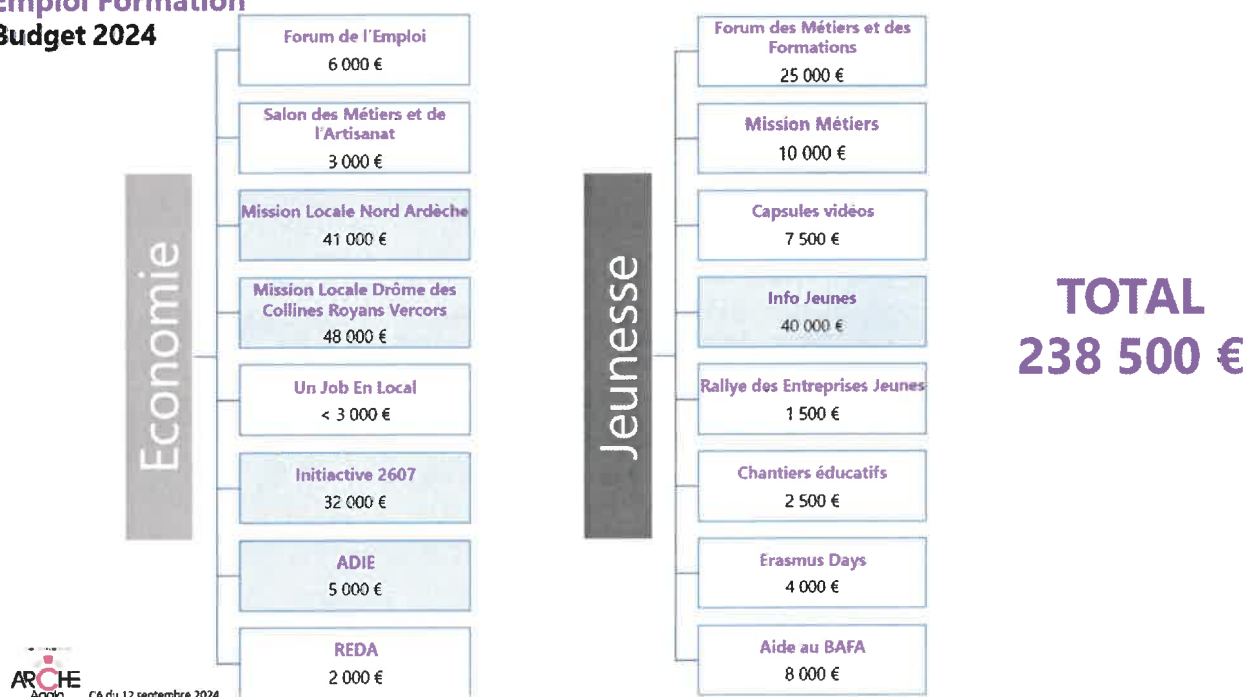 Emploi Formation
Budget 2024
Economie
Forum de l'Emploi
6 000 €
Salon des Métiers et de
l'Artisanat
3 000 €
Mission Locale Nord Ardèche
41 000 €
Mission Locale Drôme des
Collines Royans Vercors
48 000 €
Un Job En Local
< 3 000 €
Initiactive 2607
32 000 €
ADIE
5 000 €
REDA
2 000 €
Jeunesse
Forum des Métiers et des
Formations
25 000 €
Mission Métiers
10 000 €
Capsules vidéos
7 500 €
Info Jeunes
40 000 €
Rallye des Entreprises Jeunes
1 500 €
Chantiers éducatifs
2 500 €
Erasmus Days
4 000 €
Aide au BAFA
8 000 €
TOTAL
238 500 €
ARCHE
Agglo
CA du 12 septembre 2024